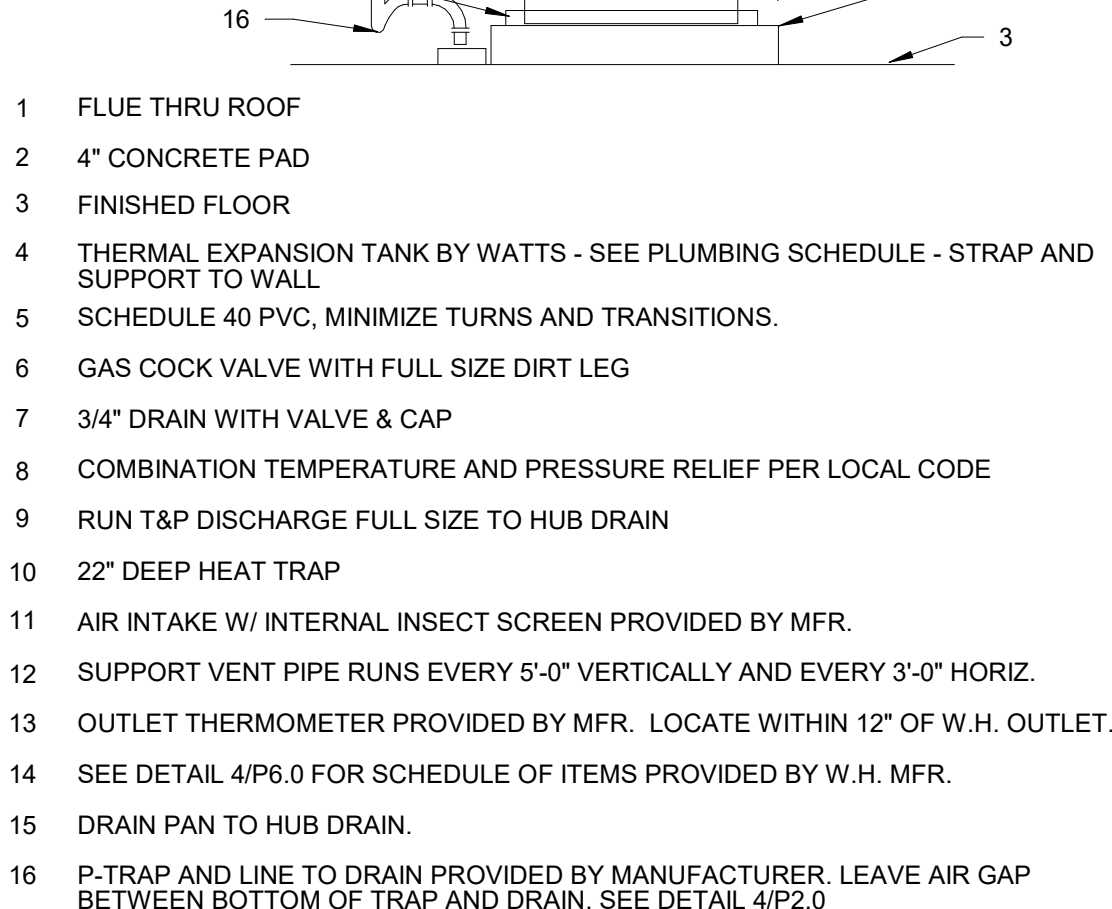 16
3
1 FLUE THRU ROOF
2 4" CONCRETE PAD
3 FINISHED FLOOR
4 THERMAL EXPANSION TANK BY WATTS - SEE PLUMBING SCHEDULE - STRAP AND
SUPPORT TO WALL
5 SCHEDULE 40 PVC, MINIMIZE TURNS AND TRANSITIONS.
6 GAS COCK VALVE WITH FULL SIZE DIRT LEG
7 3/4" DRAIN WITH VALVE & CAP
8 COMBINATION TEMPERATURE AND PRESSURE RELIEF PER LOCAL CODE
9 RUN T&P DISCHARGE FULL SIZE TO HUB DRAIN
10 22" DEEP HEAT TRAP
11 AIR INTAKE W/ INTERNAL INSECT SCREEN PROVIDED BY MFR.
12 SUPPORT VENT PIPE RUNS EVERY 5'-0" VERTICALLY AND EVERY 3'-0" HORIZ.
13 OUTLET THERMOMETER PROVIDED BY MFR. LOCATE WITHIN 12" OF W.H. OUTLET.
14 SEE DETAIL 4/P6.0 FOR SCHEDULE OF ITEMS PROVIDED BY W.H. MFR.
15 DRAIN PAN TO HUB DRAIN.
16 P-TRAP AND LINE TO DRAIN PROVIDED BY MANUFACTURER. LEAVE AIR GAP
BETWEEN BOTTOM OF TRAP AND DRAIN. SEE DETAIL 4/P2.0